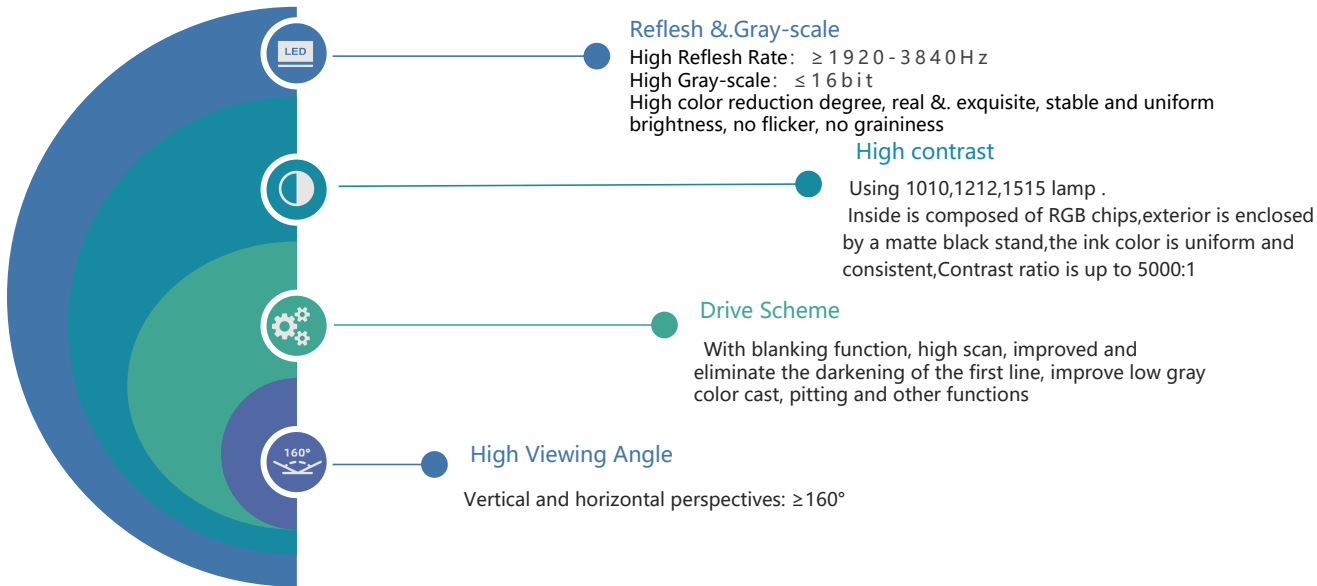 LED
Reflesh &.Gray-scale
High Reflesh Rate: ≥1920-3840Hz
High Gray-scale: ≤16bit
High color reduction degree, real &. exquisite, stable and uniform
brightness, no flicker, no graininess
High contrast
Using 1010,1212,1515 lamp .
Inside is composed of RGB chips,exterior is enclosed
by a matte black stand,the ink color is uniform and
consistent,Contrast ratio is up to 5000:1
Drive Scheme
With blanking function, high scan, improved and
eliminate the darkening of the first line, improve low gray
color cast, pitting and other functions
160°
High Viewing Angle
Vertical and horizontal perspectives: ≥160°